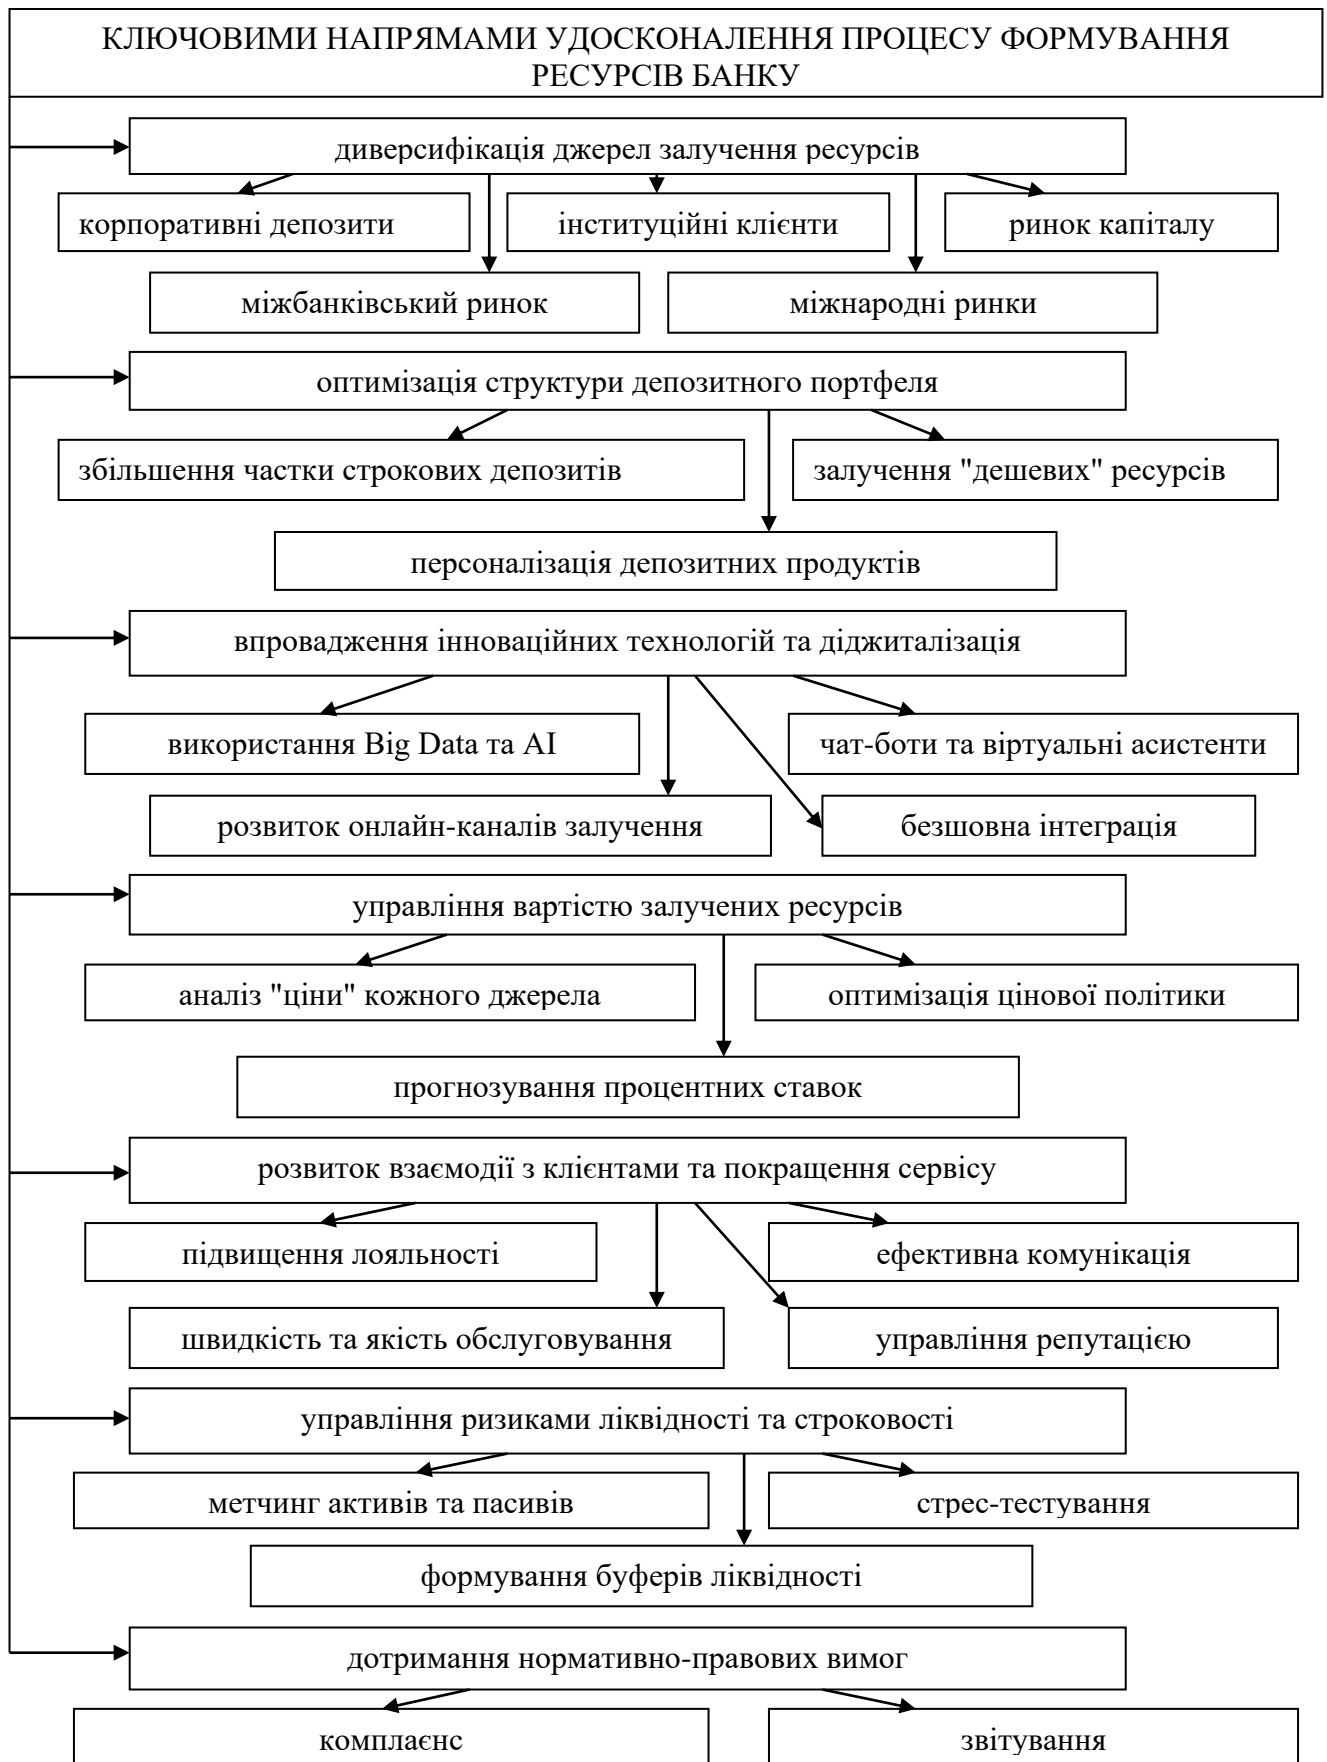 КЛЮЧОВИМИ НАПРЯМАМИ УДОСКОНАЛЕННЯ ПРОЦЕСУ ФОРМУВАННЯ
РЕСУРСІВ БАНКУ
диверсифікація джерел залучення ресурсів
корпоративні депозити
інституційні клієнти
ринок капіталу
міжбанківський ринок
міжнародні ринки
оптимізація структури депозитного портфеля
збільшення частки строкових депозитів
залучення "дешевих" ресурсів
персоналізація депозитних продуктів
впровадження інноваційних технологій та діджиталізація
використання Big Data та AI
чат-боти та віртуальні асистенти
розвиток онлайн-каналів залучення
безшовна інтеграція
управління вартістю залучених ресурсів
аналіз "ціни" кожного джерела
оптимізація цінової політики
прогнозування процентних ставок
розвиток взаємодії з клієнтами та покращення сервісу
підвищення лояльності
ефективна комунікація
швидкість та якість обслуговування
управління репутацією
управління ризиками ліквідності та строковості
метчинг активів та пасивів
стрес-тестування
формування буферів ліквідності
дотримання нормативно-правових вимог
комплаєнс
звітування